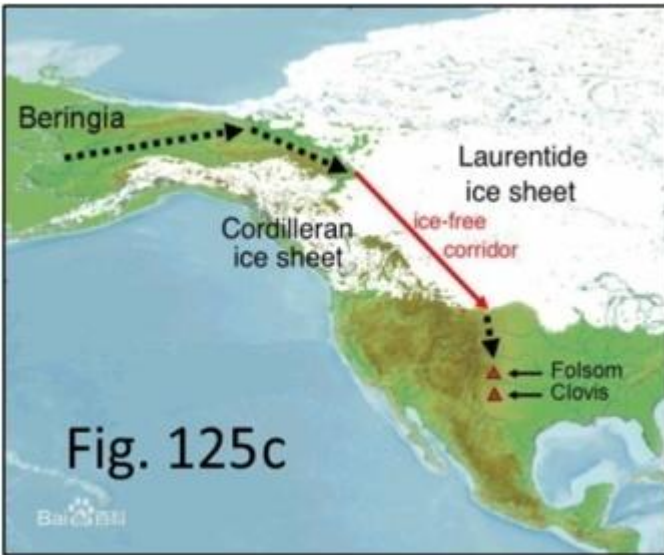 Beringia
Laurentide
ice sheet
Cordilleran
ice sheet
ice-free
corridor
Folsom
Clovis
Fig. 125c
Bai百科